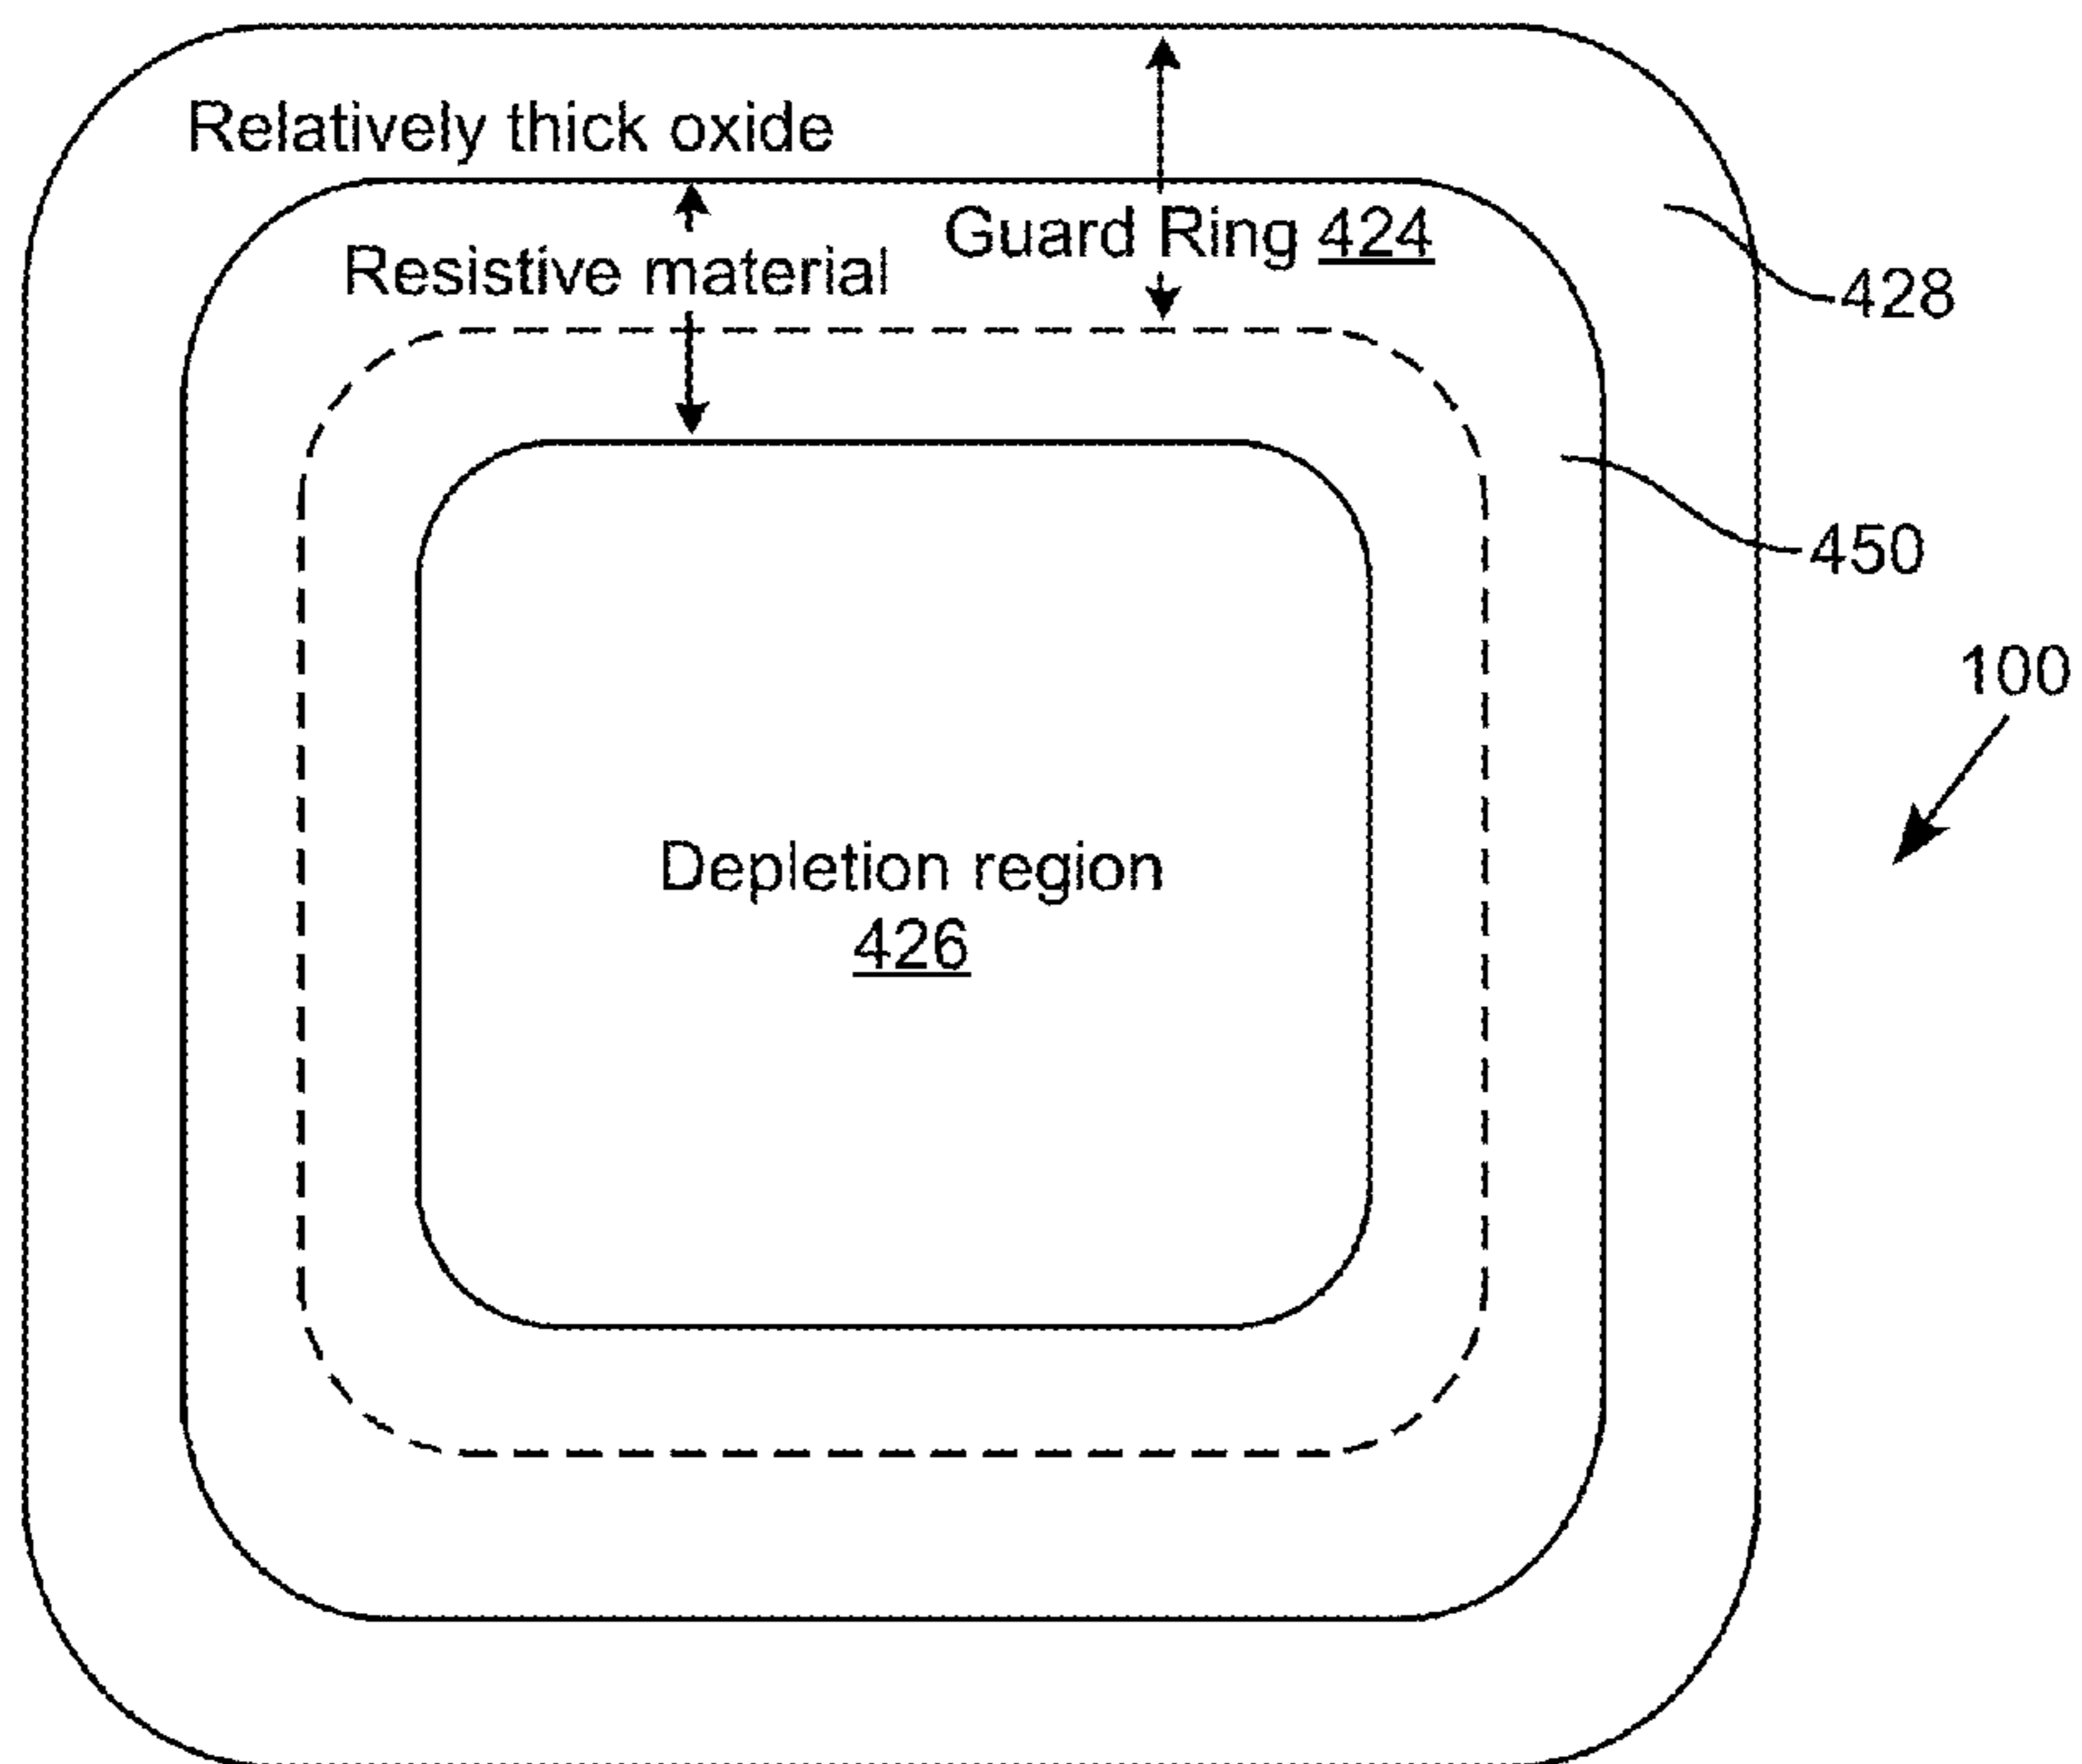 Relatively thick oxide
Guard Ring 424
Resistive material
428
450
100
Depletion region
426